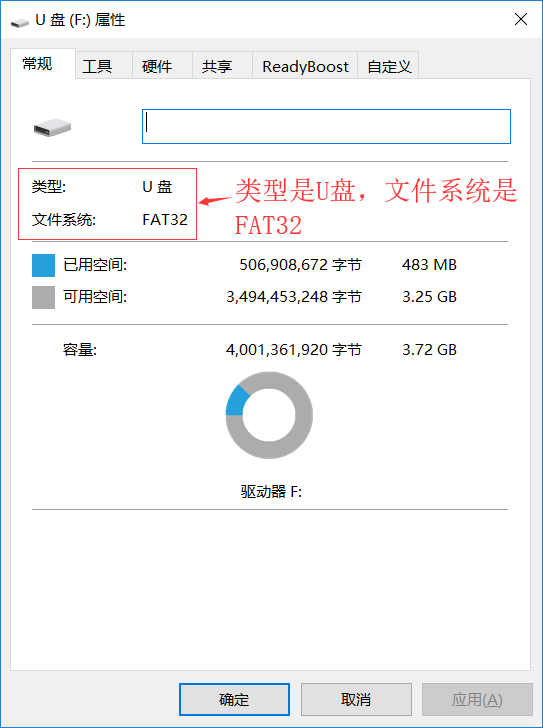 U 盘 (F:) 属性
常规 工具 硬件 共享 ReadyBoost 自定义
类型: U 盘
文件系统: FAT32
类型是U盘，文件系统是
FAT32
已用空间: 506,908,672 字节 483 MB
可用空间: 3,494,453,248 字节 3.25 GB
容量: 4,001,361,920 字节 3.72 GB
驱动器 F:
确定 取消 应用(A)